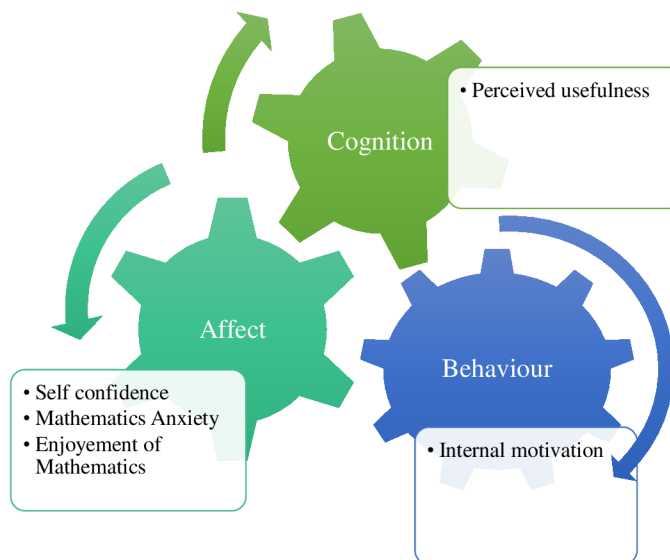 Cognition
• Perceived usefulness
Affect
• Self confidence
• Mathematics Anxiety
• Enjoyement of
Mathematics
Behaviour
• Internal motivation